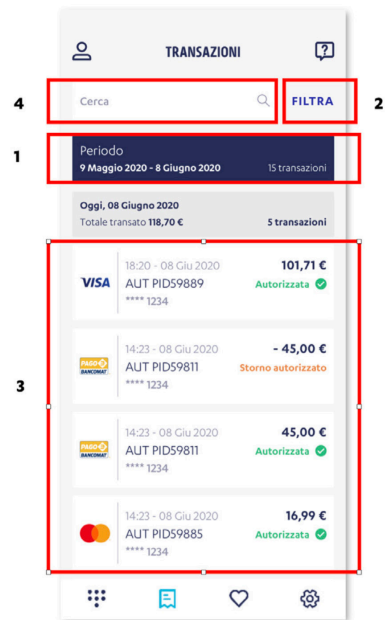 TRANSAZIONI
4
Cerca
FILTRA
2
1
Periodo
9 Maggio 2020 - 8 Giugno 2020
15 transazioni
Oggi, 08 Giugno 2020
Totale transato 118,70 €
5 transazioni
3
18:20 - 08 Giu 2020
101,71 €
VISA
AUT PID59889
Autorizzata
**** 1234
14:23 - 08 Giu 2020
- 45,00 €
PAGO
BANCOMAT
AUT PID59811
Storno autorizzato
**** 1234
14:23 - 08 Giu 2020
45,00 €
PAGO
BANCOMAT
AUT PID59811
Autorizzata
**** 1234
14:23 - 08 Giu 2020
16,99 €
AUT PID59885
Autorizzata
**** 1234